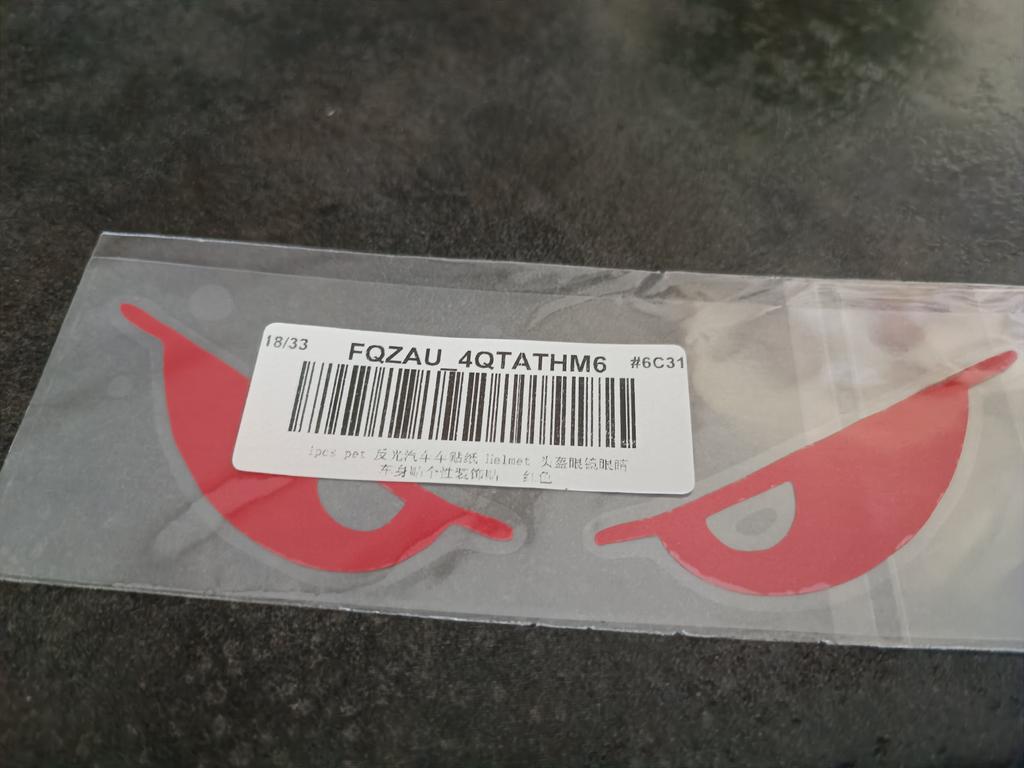 18/33 FQZAU_4QTATHM6 #6C31
1pcs pet 反光汽车车贴纸 Helmet 头盔眼镜眼睛
车身贴个性装饰贴 红色